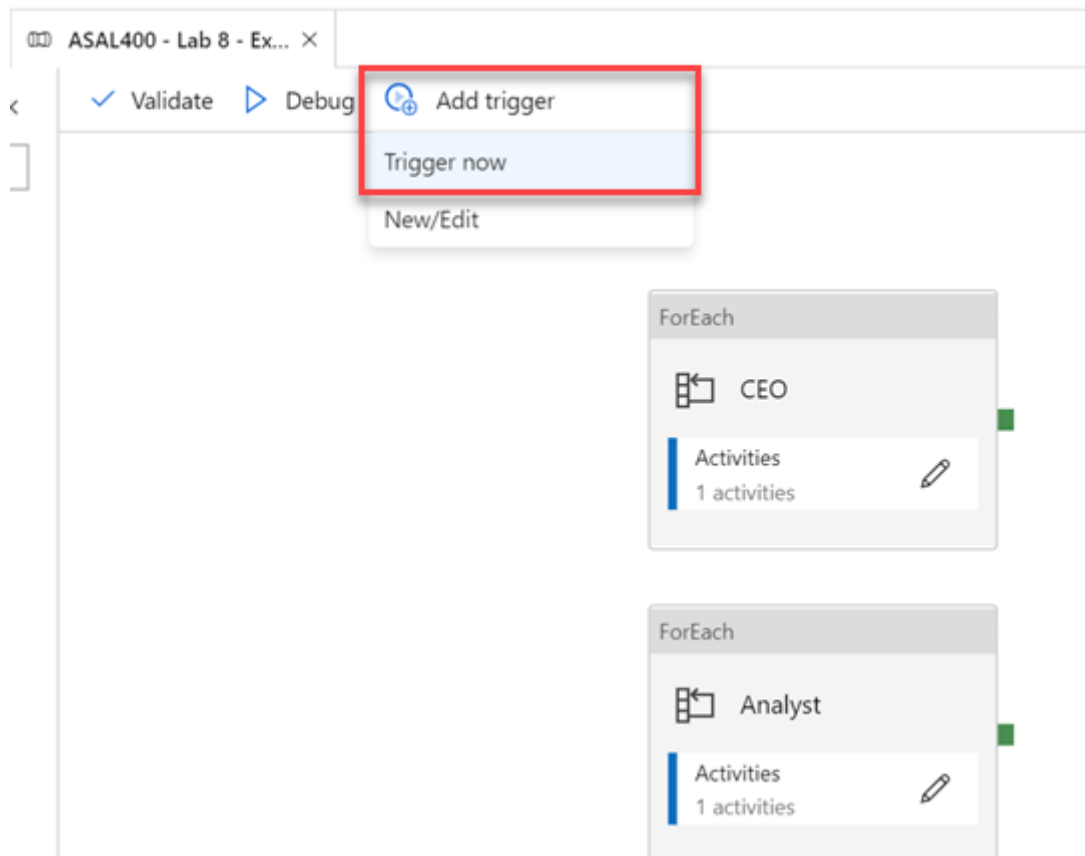 ASAL400 - Lab 8 - Ex...
Validate Debug Add trigger
Trigger now
New/Edit
ForEach
CEO
Activities
1 activities
ForEach
Analyst
Activities
1 activities